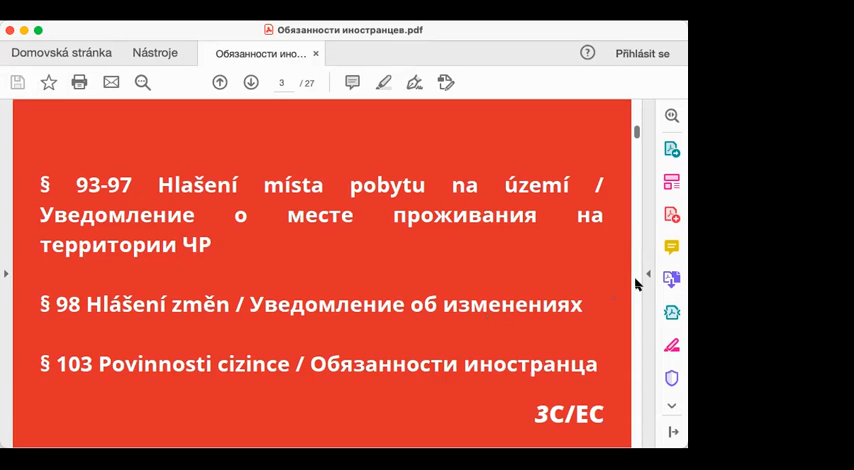 Обязанности иностранцев.pdf
Domovská stránka Nástroje Обязанности ино... × Přihlásit se
3 / 27
§ 93-97 Hlašení místa pobytu na území /
Уведомление о месте проживания на
территории ЧР
§ 98 Hlášení změn / Уведомление об изменениях
§ 103 Povinnosti cizince / Обязанности иностранца
ЗС/ЕС